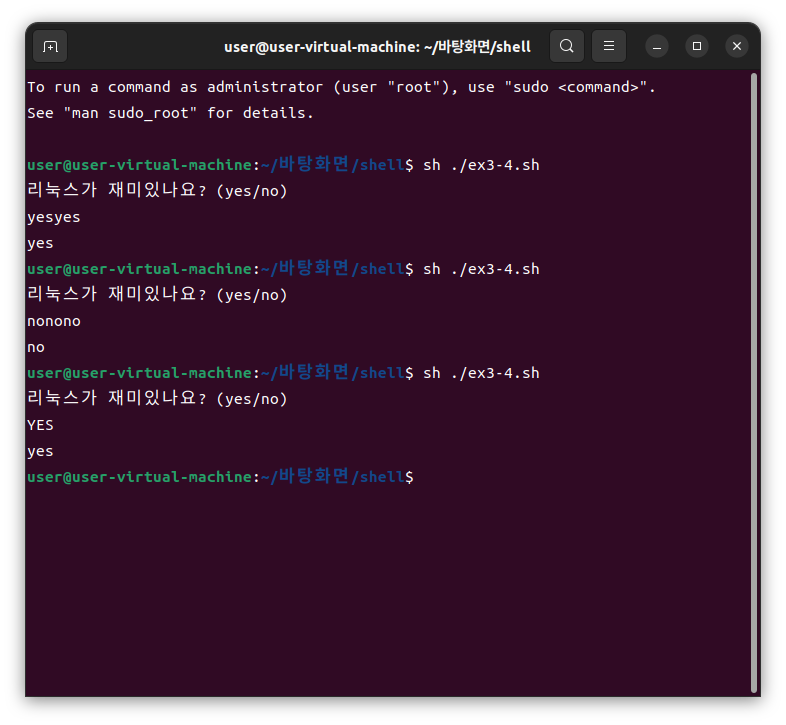 user@user-virtual-machine: ~/바탕화면/shell
To run a command as administrator (user "root"), use "sudo <command>".
See "man sudo_root" for details.
user@user-virtual-machine:~/바탕화면/shell$ sh ./ex3-4.sh
리눅스가 재미있나요? (yes/no)
yesyes
yes
user@user-virtual-machine:~/바탕화면/shell$ sh ./ex3-4.sh
리눅스가 재미있나요? (yes/no)
nonono
no
user@user-virtual-machine:~/바탕화면/shell$ sh ./ex3-4.sh
리눅스가 재미있나요? (yes/no)
YES
yes
user@user-virtual-machine:~/바탕화면/shell$